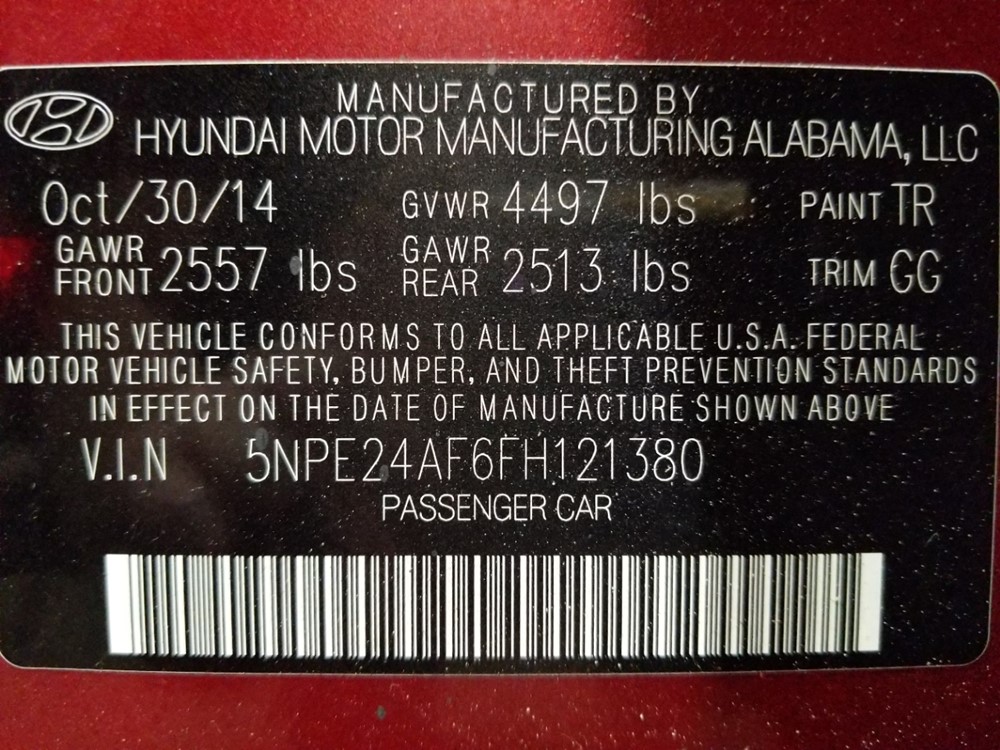 MANUFACTURED BY
HYUNDAI MOTOR MANUFACTURING ALABAMA, LLC
Oct/30/14 GVWR 4497 lbs PAINT TR
GAWR FRONT 2557 lbs GAWR REAR 2513 lbs TRIM GG
THIS VEHICLE CONFORMS TO ALL APPLICABLE U.S.A. FEDERAL
MOTOR VEHICLE SAFETY, BUMPER, AND THEFT PREVENTION STANDARDS
IN EFFECT ON THE DATE OF MANUFACTURE SHOWN ABOVE
V.I.N 5NPE24AF6FH121380
PASSENGER CAR